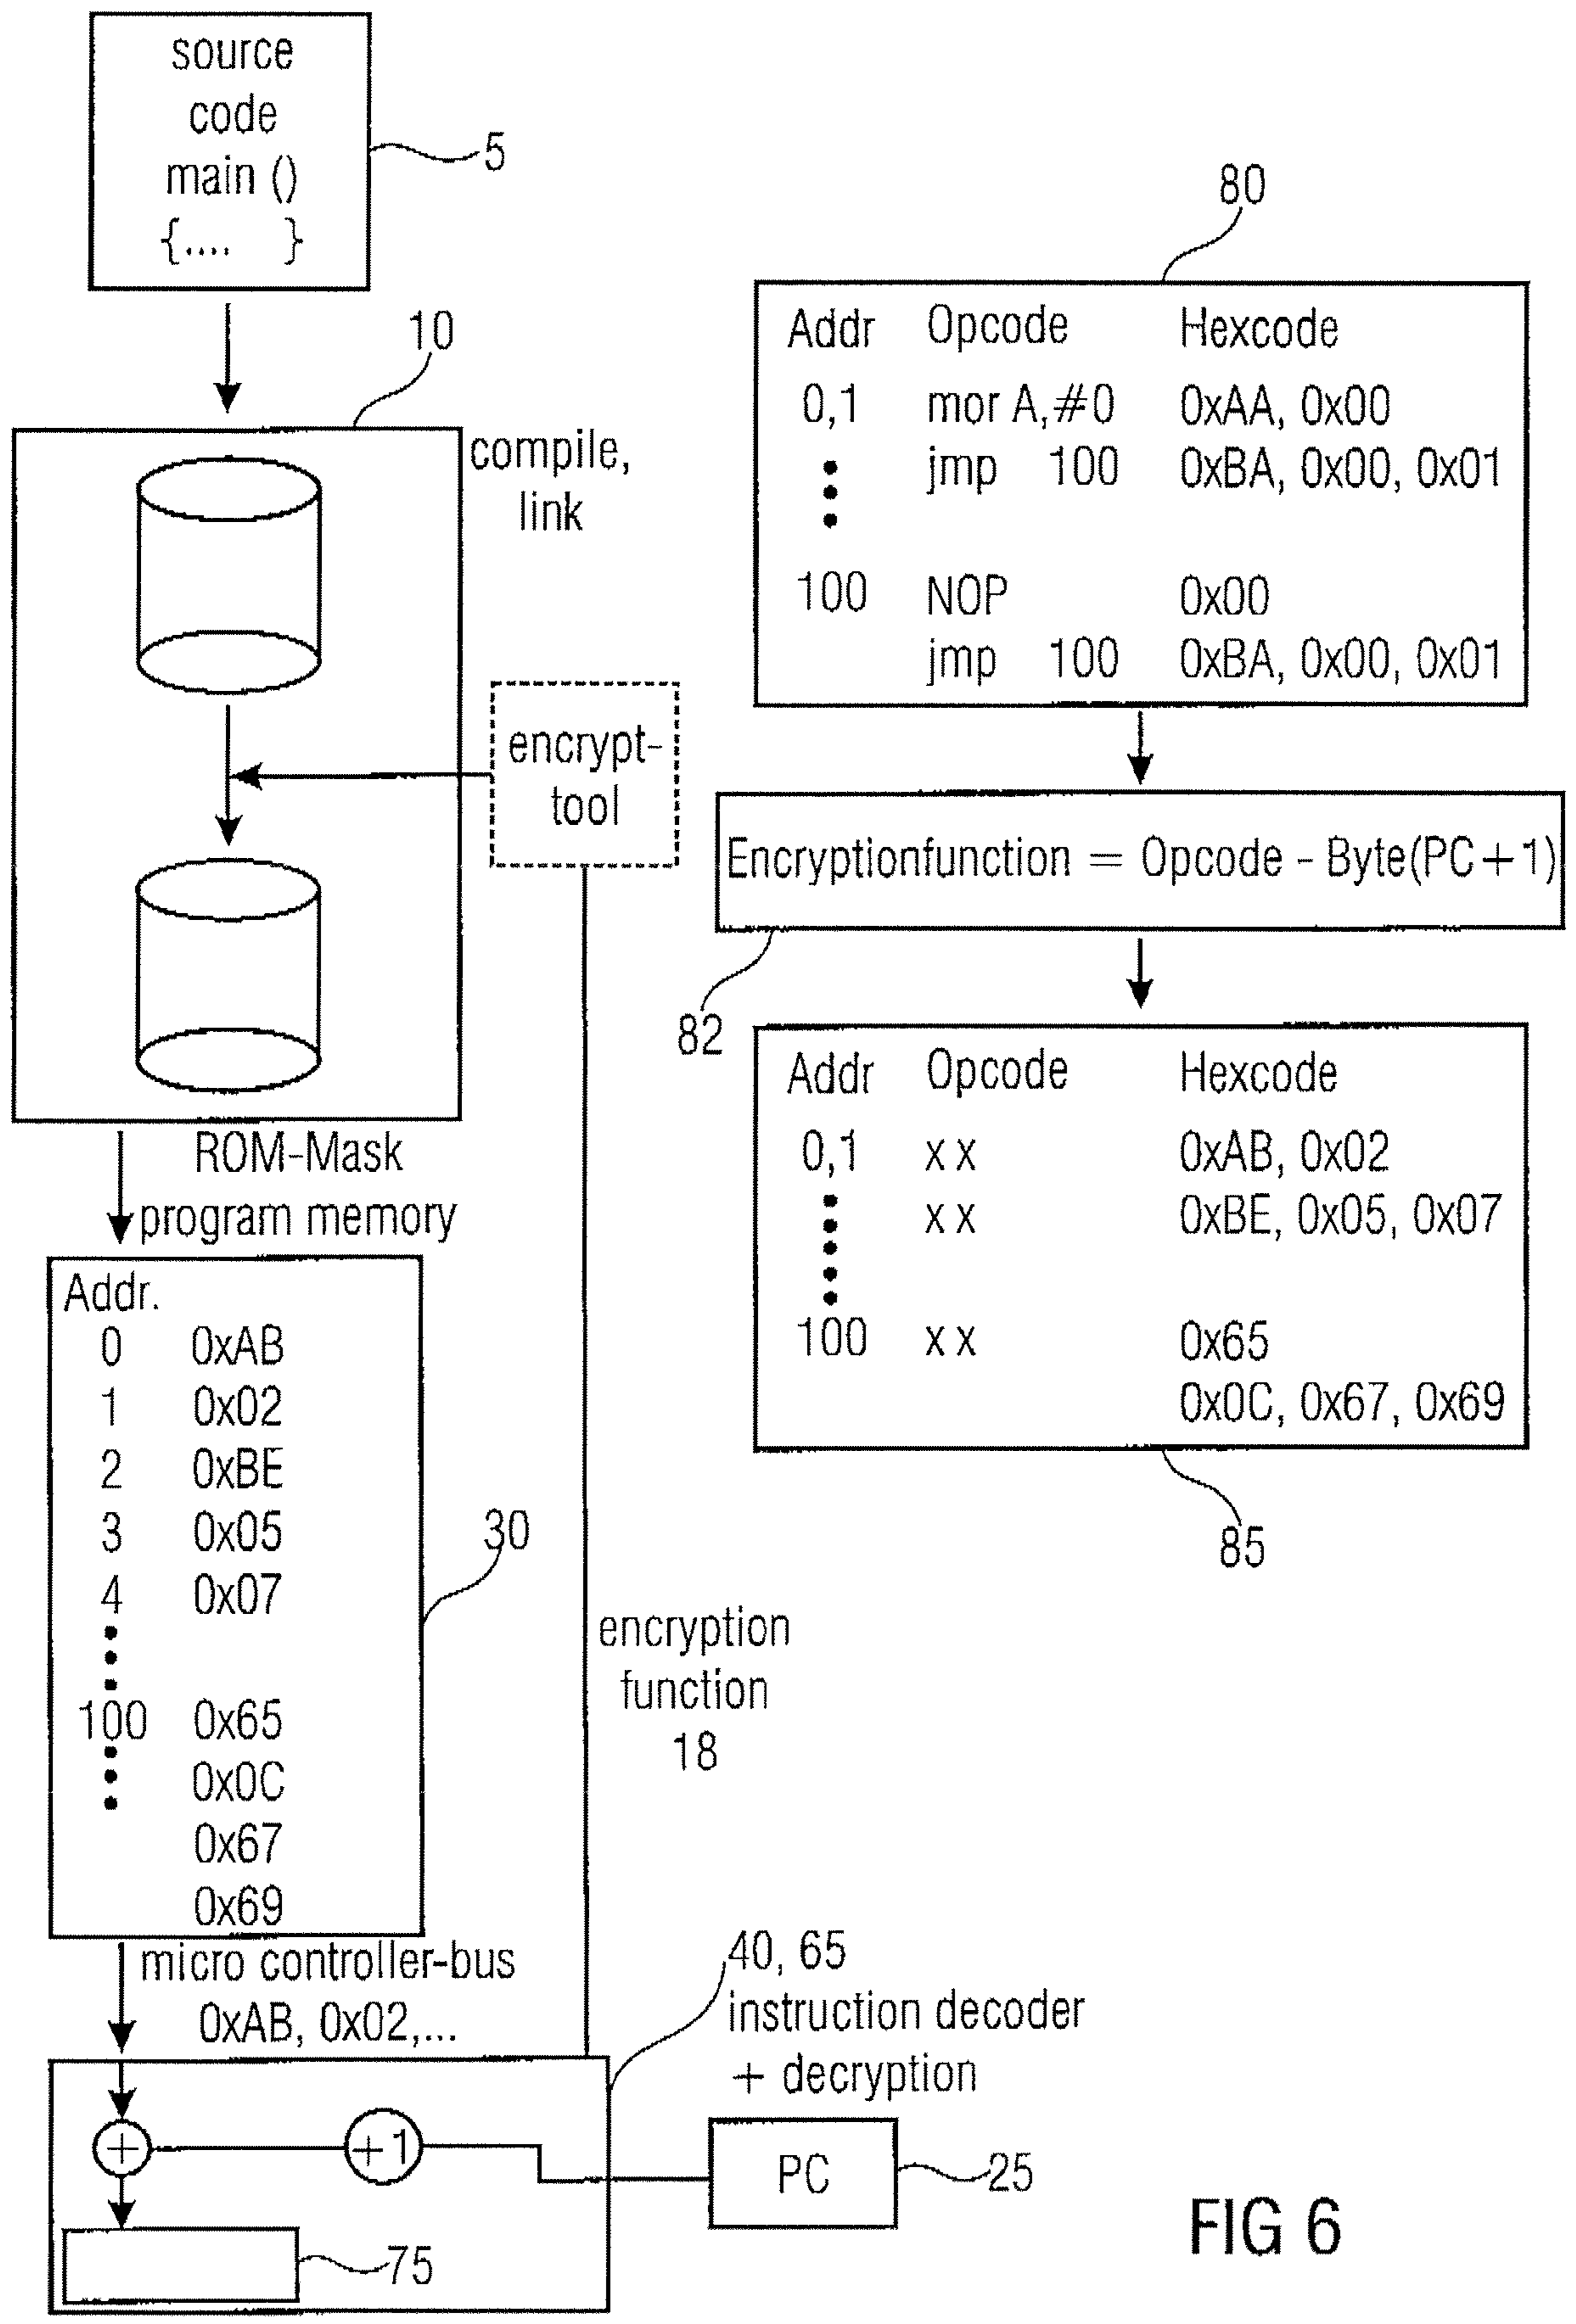 source
code
main ()
{.... }
5
10
compile,
link
encrypt-
tool
ROM-Mask
program memory
Addr.
0 0xAB
1 0x02
2 0xBE
3 0x05
4 0x07
100 0x65
0x0C
0x67
0x69
30
encryption
function
18
micro controller-bus
0xAB, 0x02,...
40, 65
instruction decoder
+ decryption
+
+1
PC
25
75
80
Addr Opcode Hexcode
0,1 mor A,#0 0xAA, 0x00
jmp 100 0xBA, 0x00, 0x01
100 NOP 0x00
jmp 100 0xBA, 0x00, 0x01
Encryptionfunction = Opcode - Byte(PC+1)
82
Addr Opcode Hexcode
0,1 x x 0xAB, 0x02
x x 0xBE, 0x05, 0x07
100 x x 0x65
0x0C, 0x67, 0x69
85
FIG 6